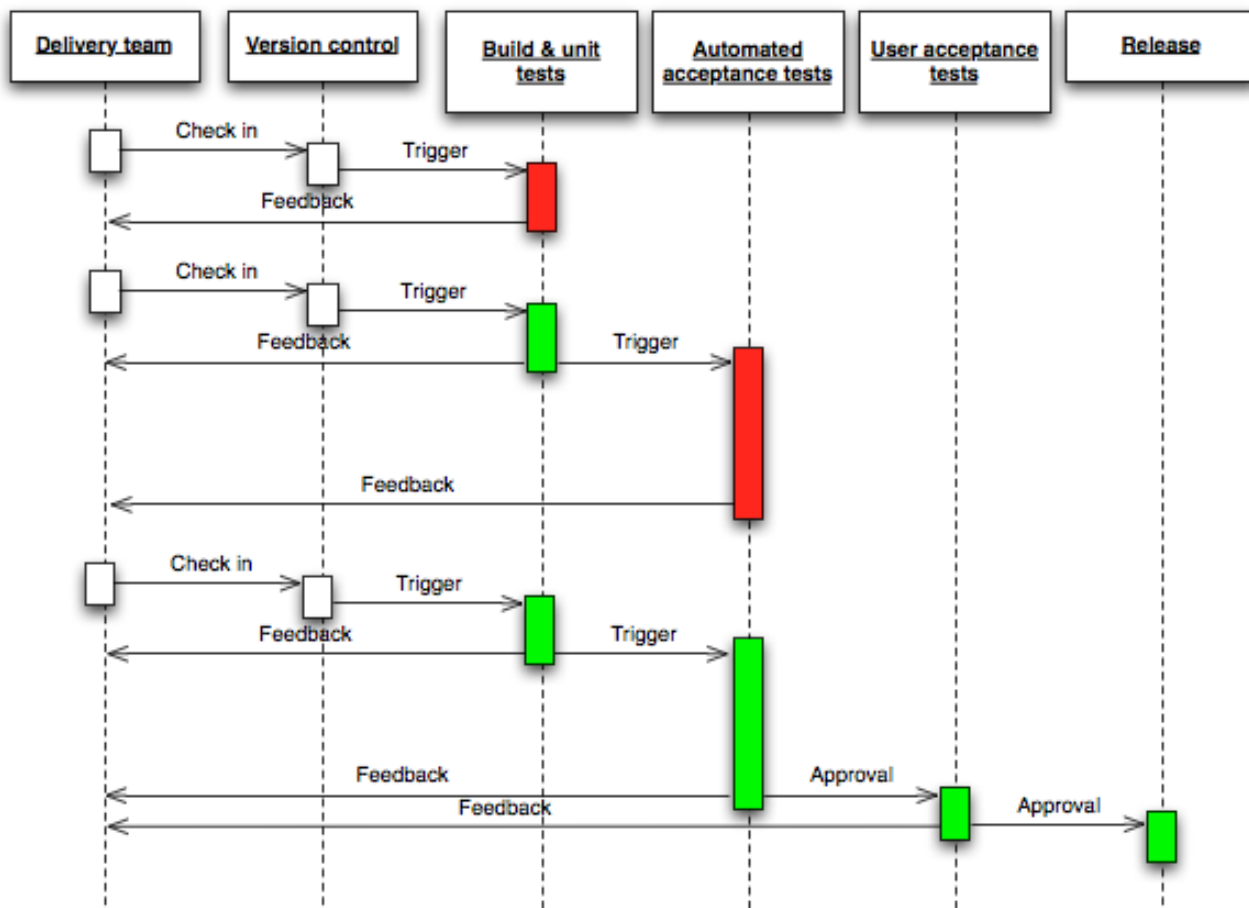 Delivery team
Version control
Build & unit
tests
Automated
acceptance tests
User acceptance
tests
Release
Check in
Trigger
Feedback
Check in
Trigger
Feedback
Trigger
Feedback
Check in
Trigger
Feedback
Trigger
Feedback
Approval
Feedback
Approval